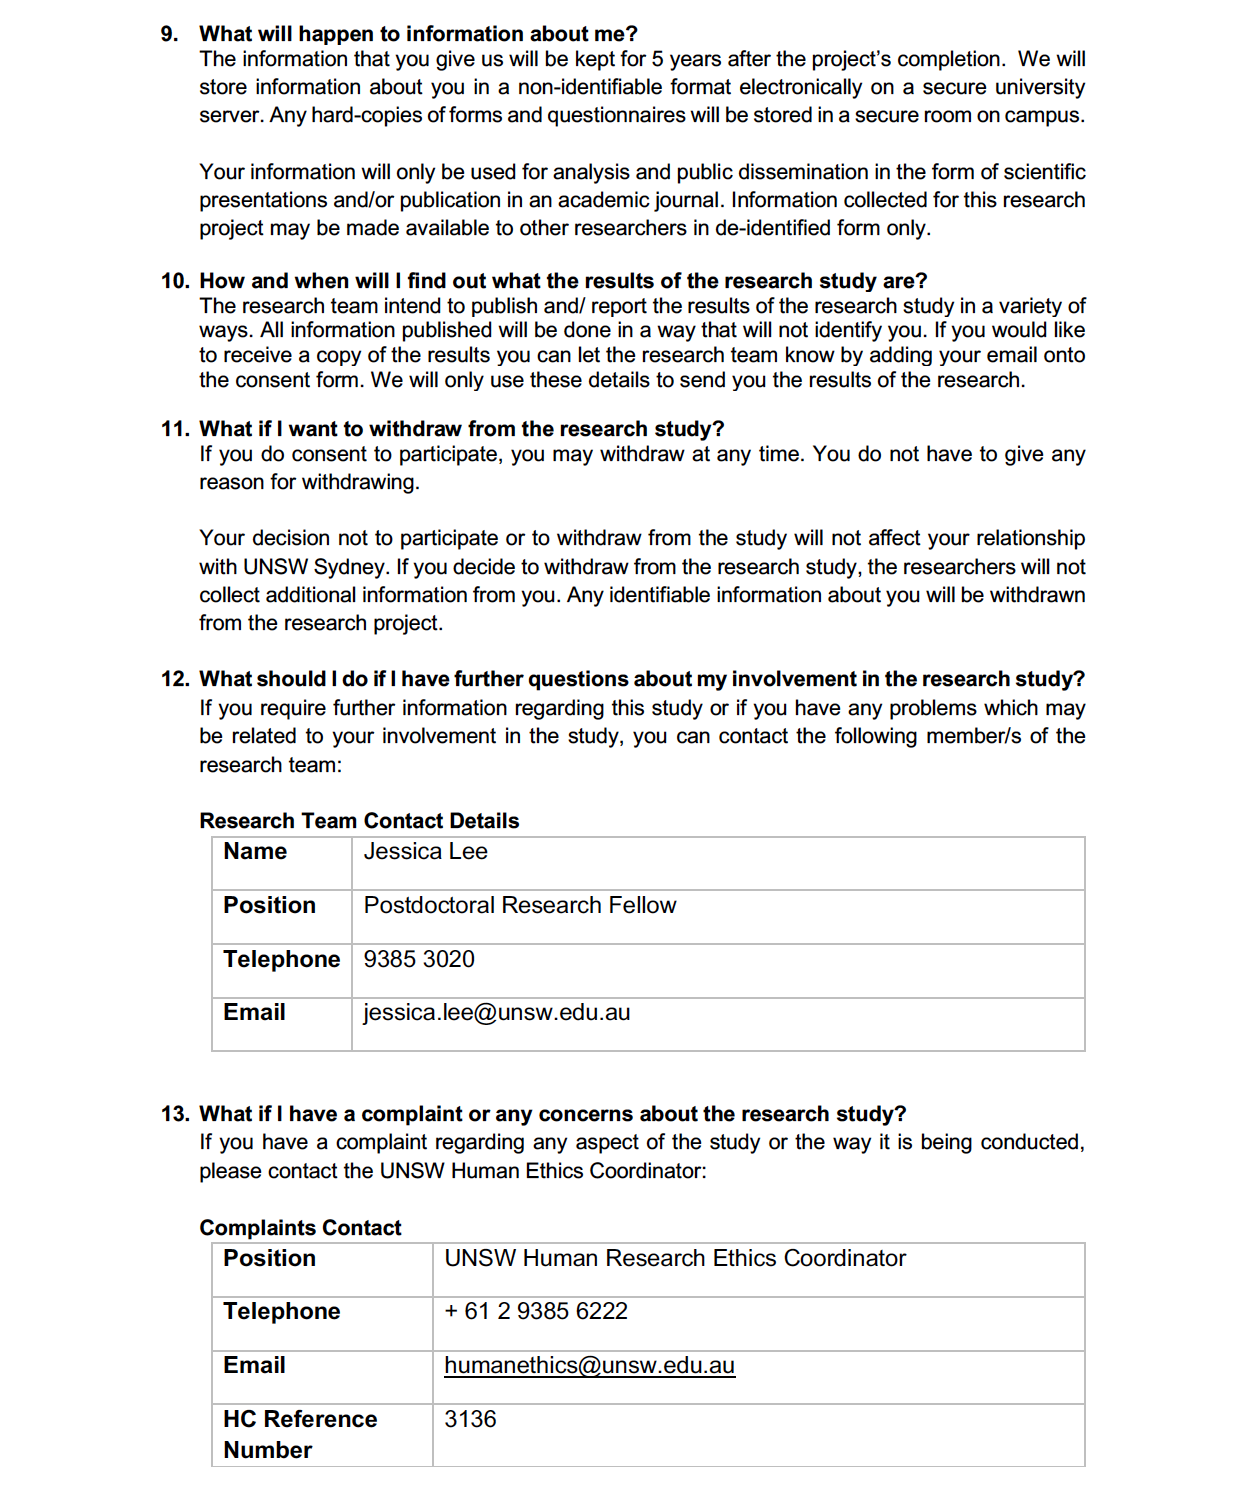 9. What will happen to information about me?
The information that you give us will be kept for 5 years after the project's completion. We will
store information about you in a non-identifiable format electronically on a secure university
server. Any hard-copies of forms and questionnaires will be stored in a secure room on campus.
Your information will only be used for analysis and public dissemination in the form of scientific
presentations and/or publication in an academic journal. Information collected for this research
project may be made available to other researchers in de-identified form only.
10. How and when will I find out what the results of the research study are?
The research team intend to publish and/ report the results of the research study in a variety of
ways. All information published will be done in a way that will not identify you. If you would like
to receive a copy of the results you can let the research team know by adding your email onto
the consent form. We will only use these details to send you the results of the research.
11. What if I want to withdraw from the research study?
If you do consent to participate, you may withdraw at any time. You do not have to give any
reason for withdrawing.
Your decision not to participate or to withdraw from the study will not affect your relationship
with UNSW Sydney. If you decide to withdraw from the research study, the researchers will not
collect additional information from you. Any identifiable information about you will be withdrawn
from the research project.
12. What should I do if I have further questions about my involvement in the research study?
If you require further information regarding this study or if you have any problems which may
be related to your involvement in the study, you can contact the following member/s of the
research team:
Research Team Contact Details
Name Jessica Lee
Position Postdoctoral Research Fellow
Telephone 9385 3020
Email jessica.lee@unsw.edu.au
13. What if I have a complaint or any concerns about the research study?
If you have a complaint regarding any aspect of the study or the way it is being conducted,
please contact the UNSW Human Ethics Coordinator:
Complaints Contact
Position UNSW Human Research Ethics Coordinator
Telephone + 61 2 9385 6222
Email humanethics@unsw.edu.au
HC Reference 3136
Number